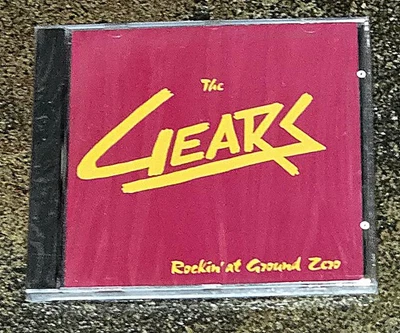 The
GEARS
Rockin' at Ground Zero